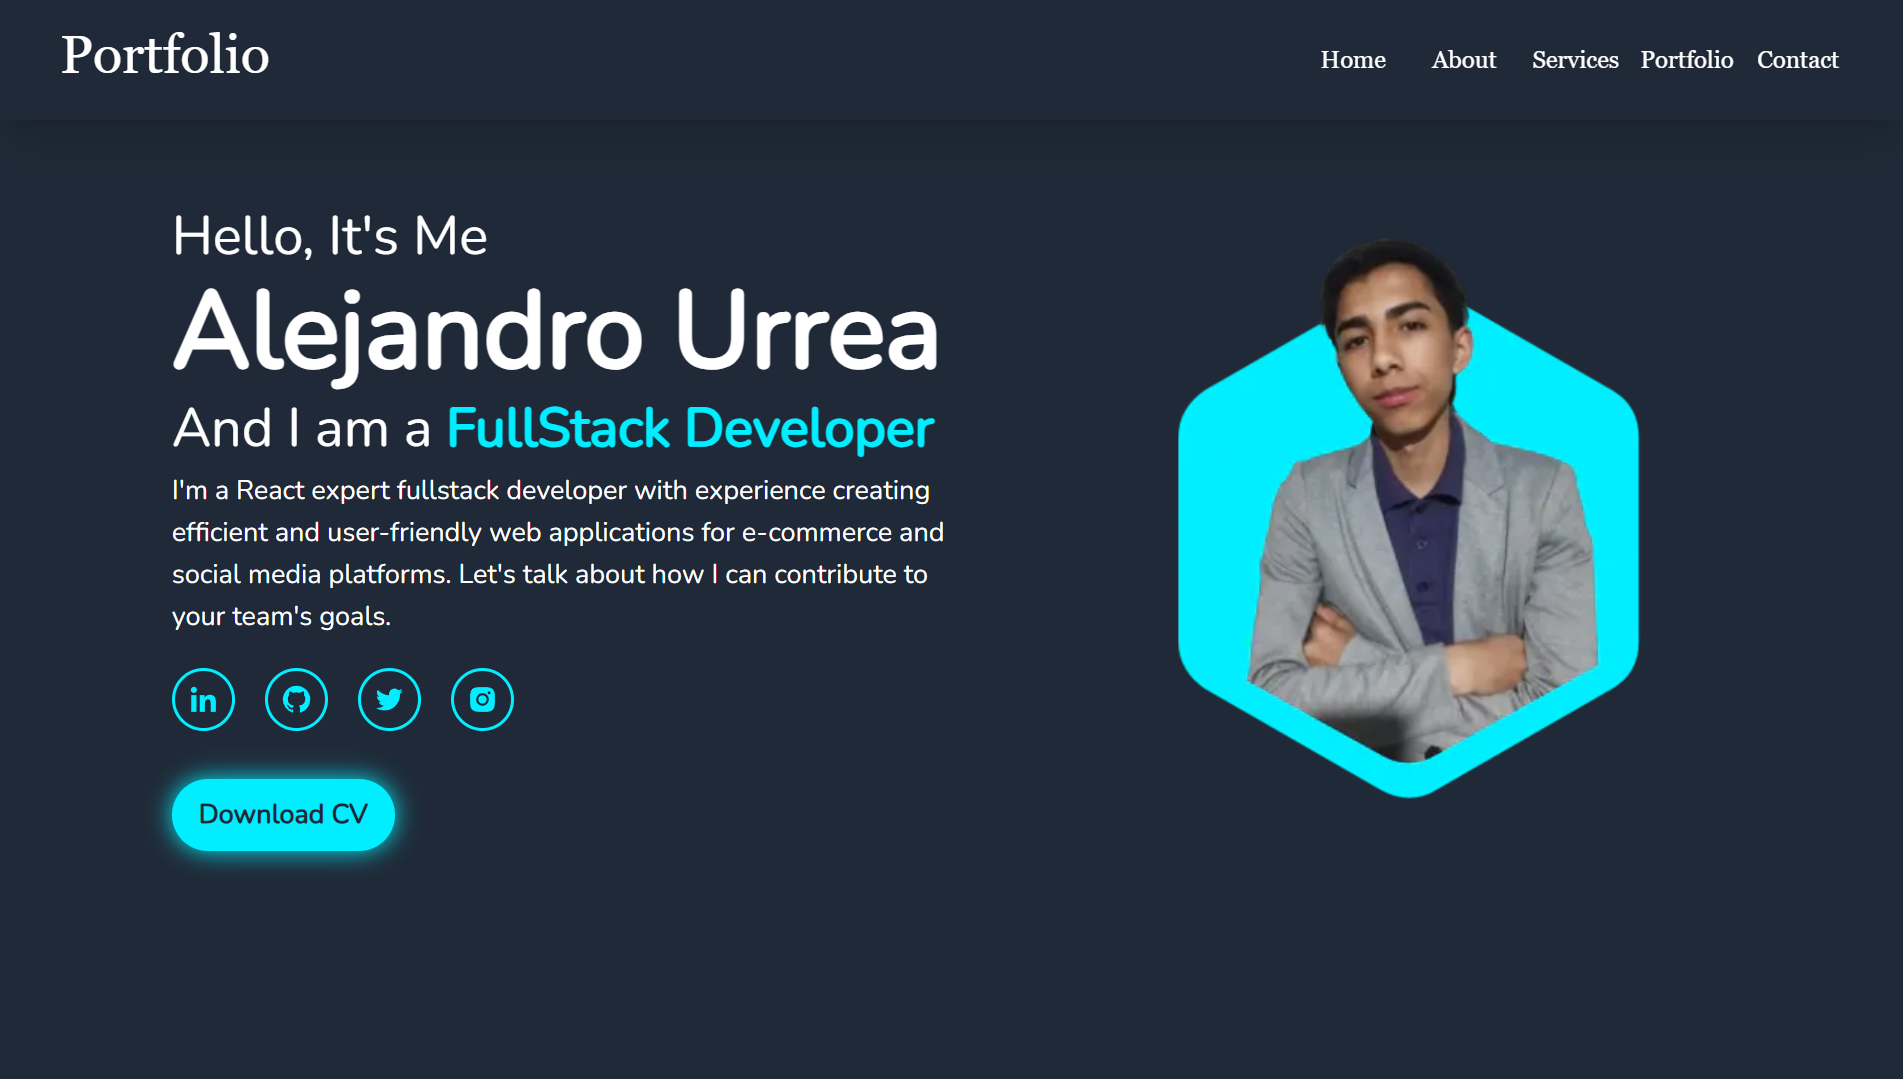 Portfolio
Home About Services Portfolio Contact
Hello, It's Me
Alejandro Urrea
And I am a FullStack Developer
I'm a React expert fullstack developer with experience creating
efficient and user-friendly web applications for e-commerce and
social media platforms. Let's talk about how I can contribute to
your team's goals.
in
Download CV